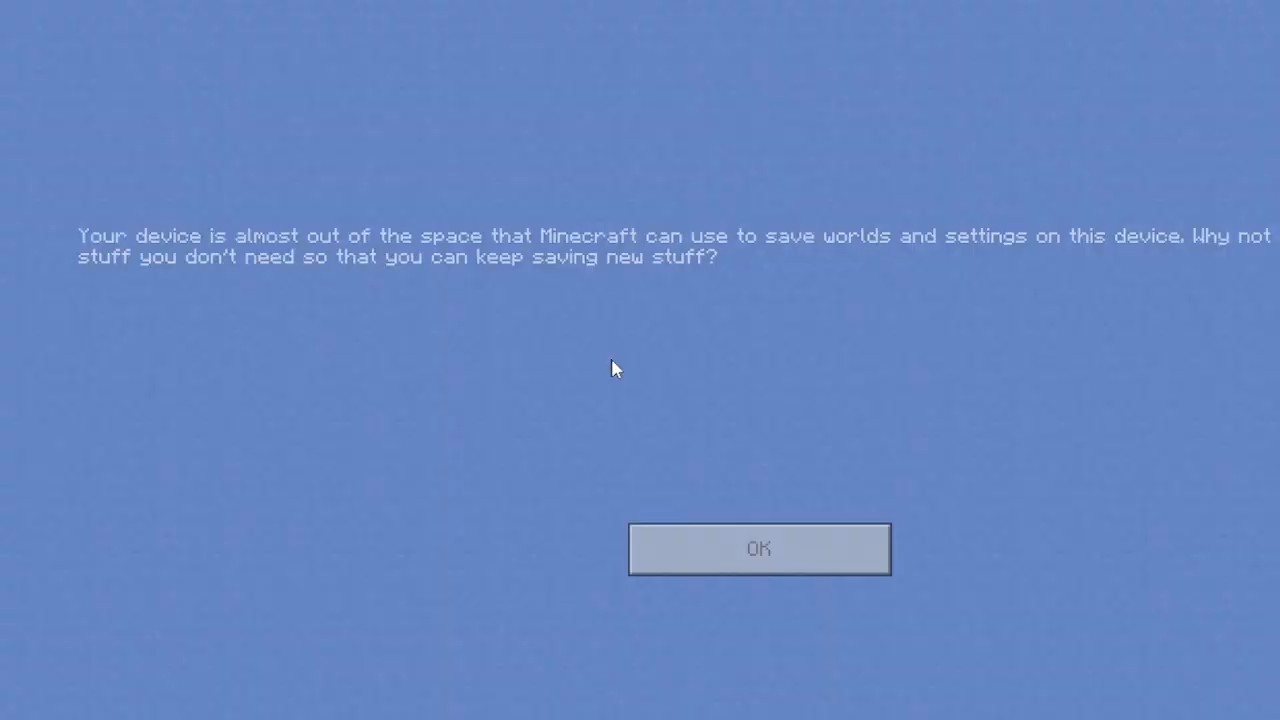 Your device is almost out of the space that Minecraft can use to save worlds and settings on this device. Why not
stuff you don't need so that you can keep saving new stuff?
OK